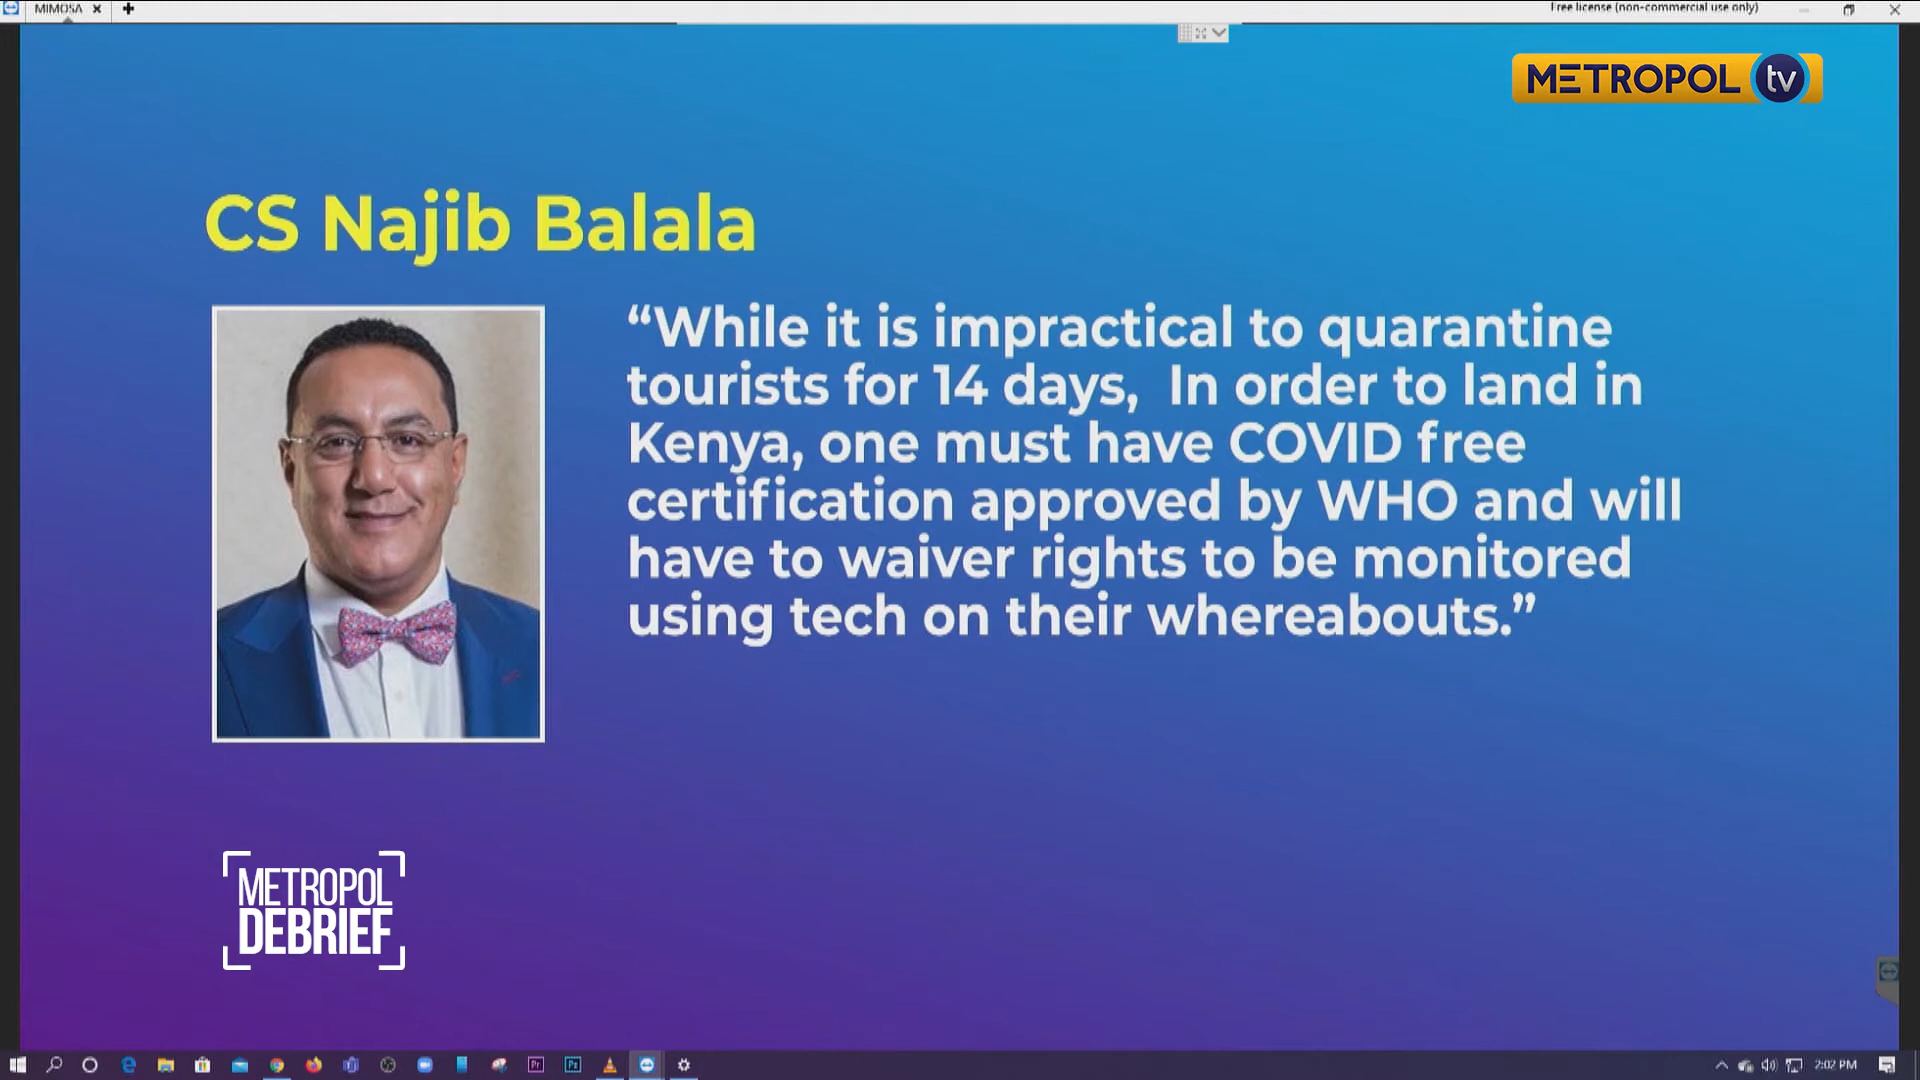 MIMOSA
Free license (non-commercial use only)
METROPOL tv
CS Najib Balala
“While it is impractical to quarantine
tourists for 14 days,  In order to land in
Kenya, one must have COVID free
certification approved by WHO and will
have to waiver rights to be monitored
using tech on their whereabouts.”
METROPOL
DEBRIEF
Pr
Ps
2:02 PM